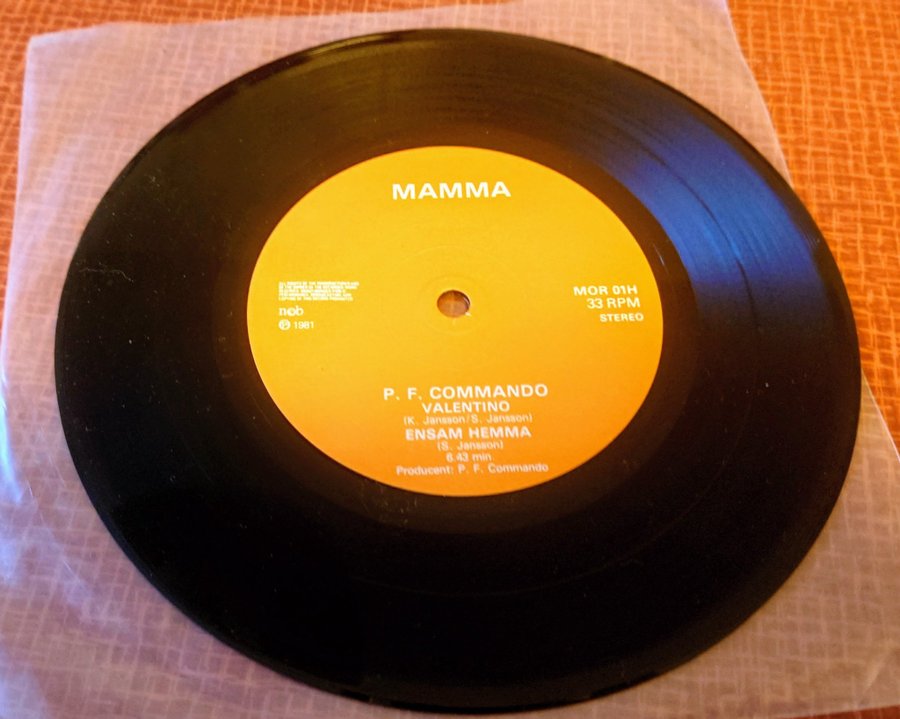 MAMMA
ncb
℗ 1981
MOR 01H
33 RPM
STEREO
P. F. COMMANDO
VALENTINO
(K. Jansson/S. Jansson)
ENSAM HEMMA
(S. Jansson)
8.43 min
Producent: P. F. Commando